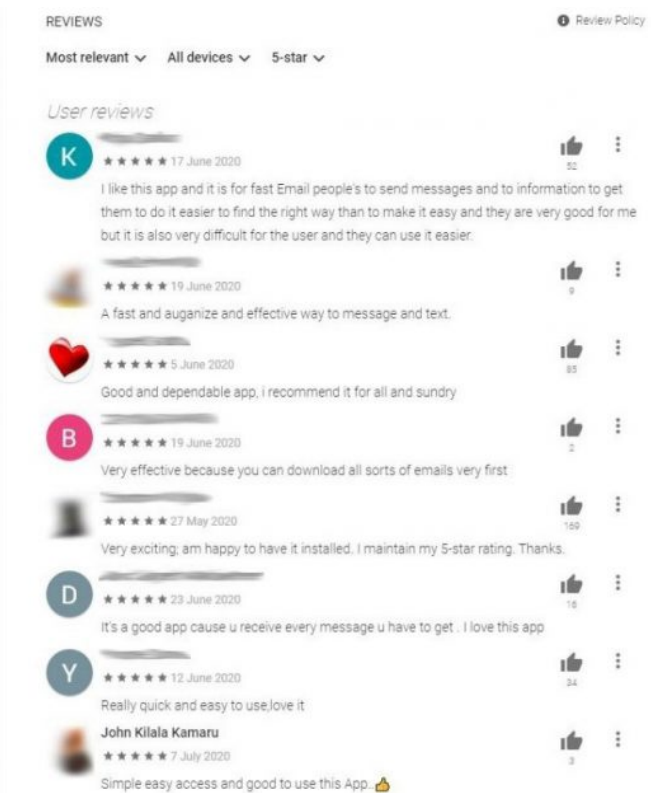 REVIEWS
Review Policy
Most relevant All devices 5-star
User reviews
K
★★★★★ 17 June 2020
52
I like this app and it is for fast Email people's to send messages and to information to get
them to do it easier to find the right way than to make it easy and they are very good for me
but it is also very difficult for the user and they can use it easier.
★★★★★ 19 June 2020
9
A fast and auganize and effective way to message and text.
★★★★★ 5 June 2020
85
Good and dependable app, i recommend it for all and sundry
B
★★★★★ 19 June 2020
2
Very effective because you can download all sorts of emails very first
★★★★★ 27 May 2020
169
Very exciting; am happy to have it installed. I maintain my 5-star rating. Thanks.
D
★★★★★ 23 June 2020
16
It's a good app cause u receive every message u have to get . I love this app
Y
★★★★★ 12 June 2020
34
Really quick and easy to use,love it
John Kilala Kamaru
★★★★★ 7 July 2020
3
Simple easy access and good to use this App..👍